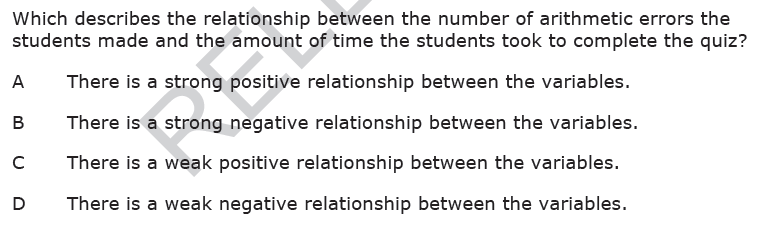 Which describes the relationship between the number of arithmetic errors the
students made and the amount of time the students took to complete the quiz?
A There is a strong positive relationship between the variables.
B There is a strong negative relationship between the variables.
C There is a weak positive relationship between the variables.
D There is a weak negative relationship between the variables.